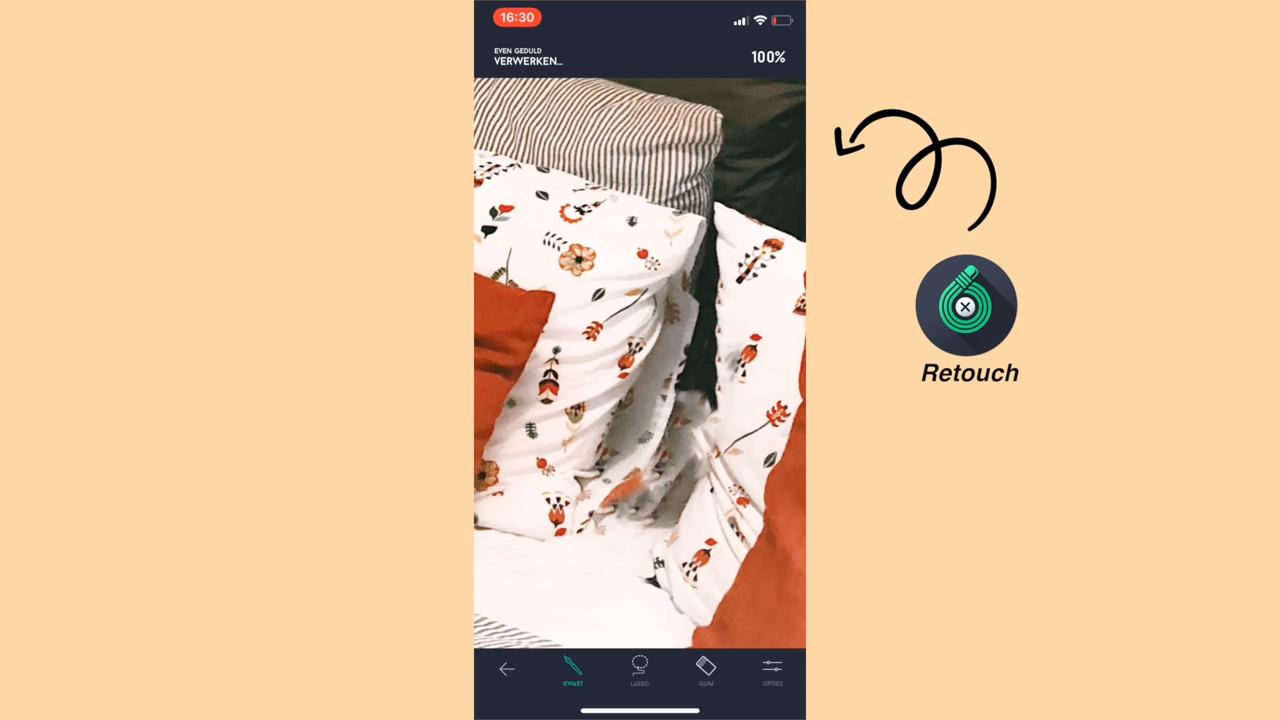 16:30
EVEN GEDULD
VERWERKEN...
100%
Retouch
KWAST
LASSO
GUM
OPTIES